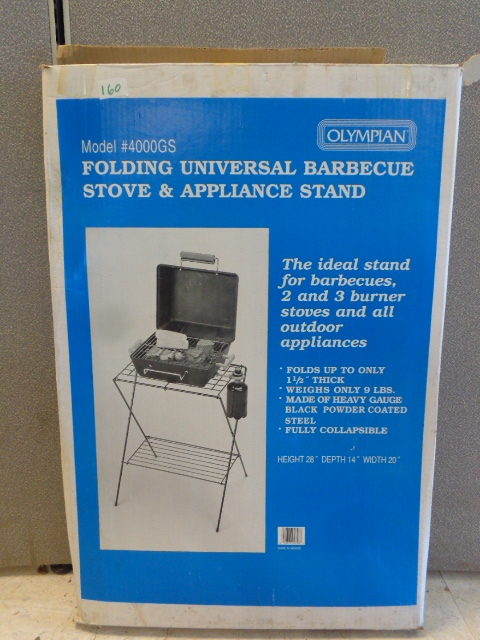 160
OLYMPIAN
Model #4000GS
FOLDING UNIVERSAL BARBECUE
STOVE & APPLIANCE STAND
The ideal stand
for barbecues,
2 and 3 burner
stoves and all
outdoor
appliances
· FOLDS UP TO ONLY
1½" THICK
· WEIGHS ONLY 9 LBS.
· MADE OF HEAVY GAUGE
BLACK POWDER COATED
STEEL
· FULLY COLLAPSIBLE
HEIGHT 28" DEPTH 14" WIDTH 20"